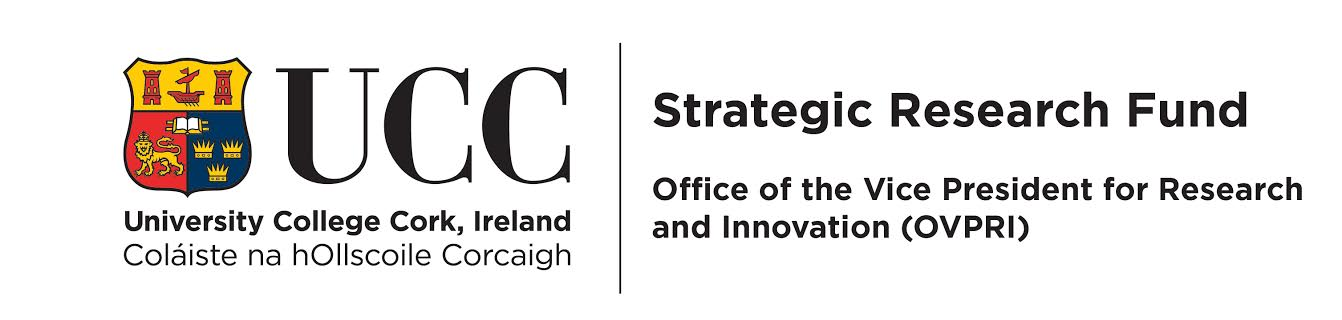 UCC
University College Cork, Ireland
Coláiste na hOllscoile Corcaigh
Strategic Research Fund
Office of the Vice President for Research
and Innovation (OVPRI)